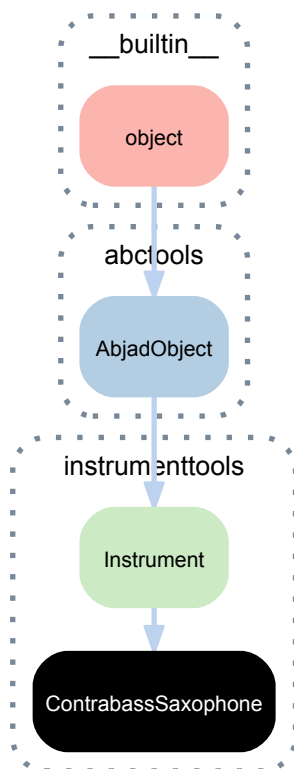 __builtin__
object
abctools
AbjadObject
instrumenttools
Instrument
ContrabassSaxophone